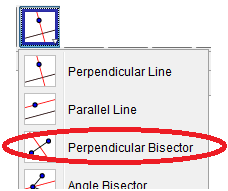 Perpendicular Line
Parallel Line
Perpendicular Bisector
Angle Bisector